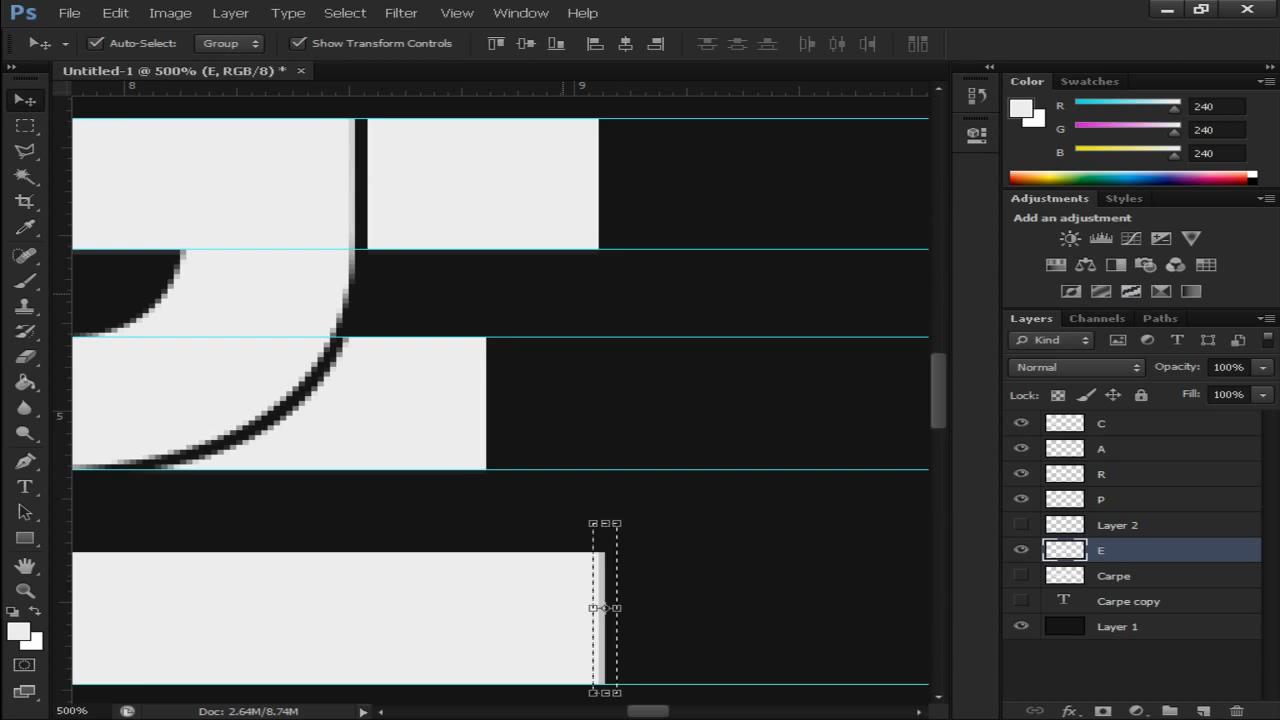 Ps File Edit Image Layer Type Select Filter View Window Help
Auto-Select: Group Show Transform Controls
Untitled-1 @ 500% (E, RGB/8) * ×
8 9
5
Color Swatches
R 240
G 240
B 240
Adjustments Styles
Add an adjustment
Layers Channels Paths
Kind
Normal Opacity: 100%
Lock: Fill: 100%
C
A
R
P
Layer 2
E
Carpe
Carpe copy
Layer 1
500% Doc: 2.64M/8.74M